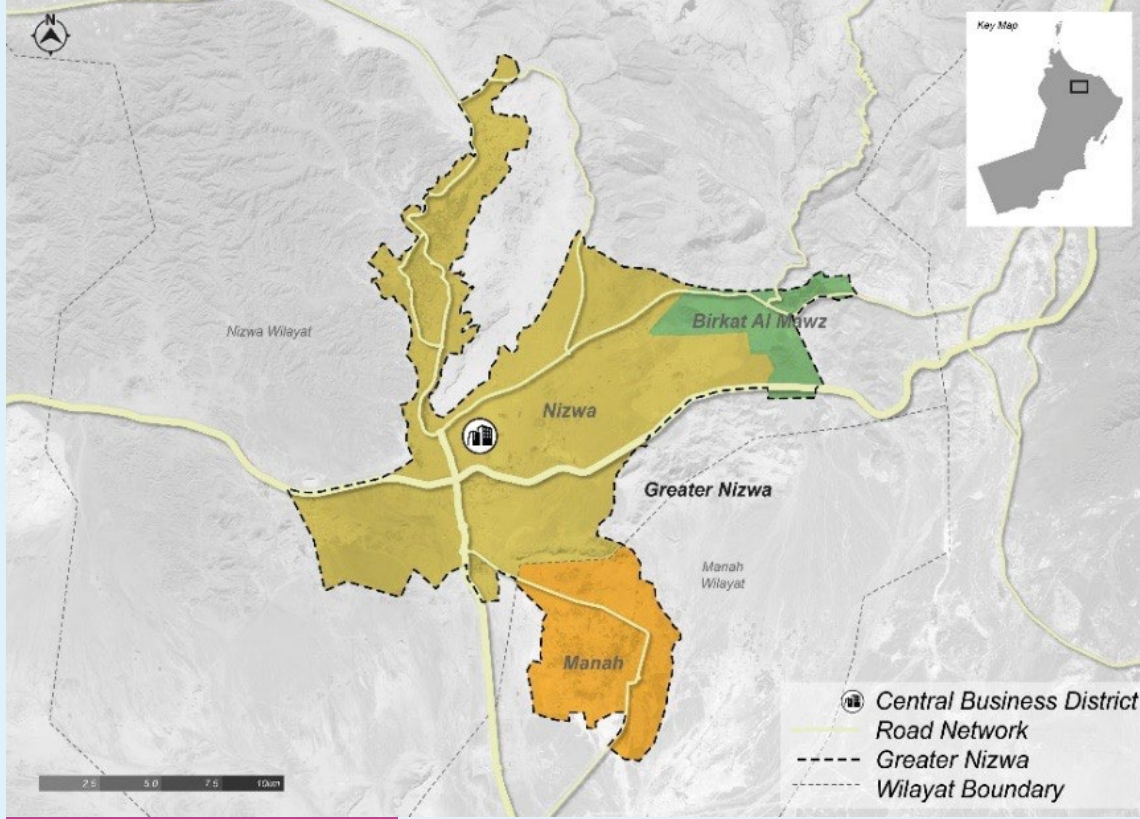 N
Key Map
Nizwa Wilayat
Birkat Al Mawz
Nizwa
Greater Nizwa
Manah
Wilayat
Manah
Central Business District
Road Network
Greater Nizwa
Wilayat Boundary
2.5 5.0 7.5 10km